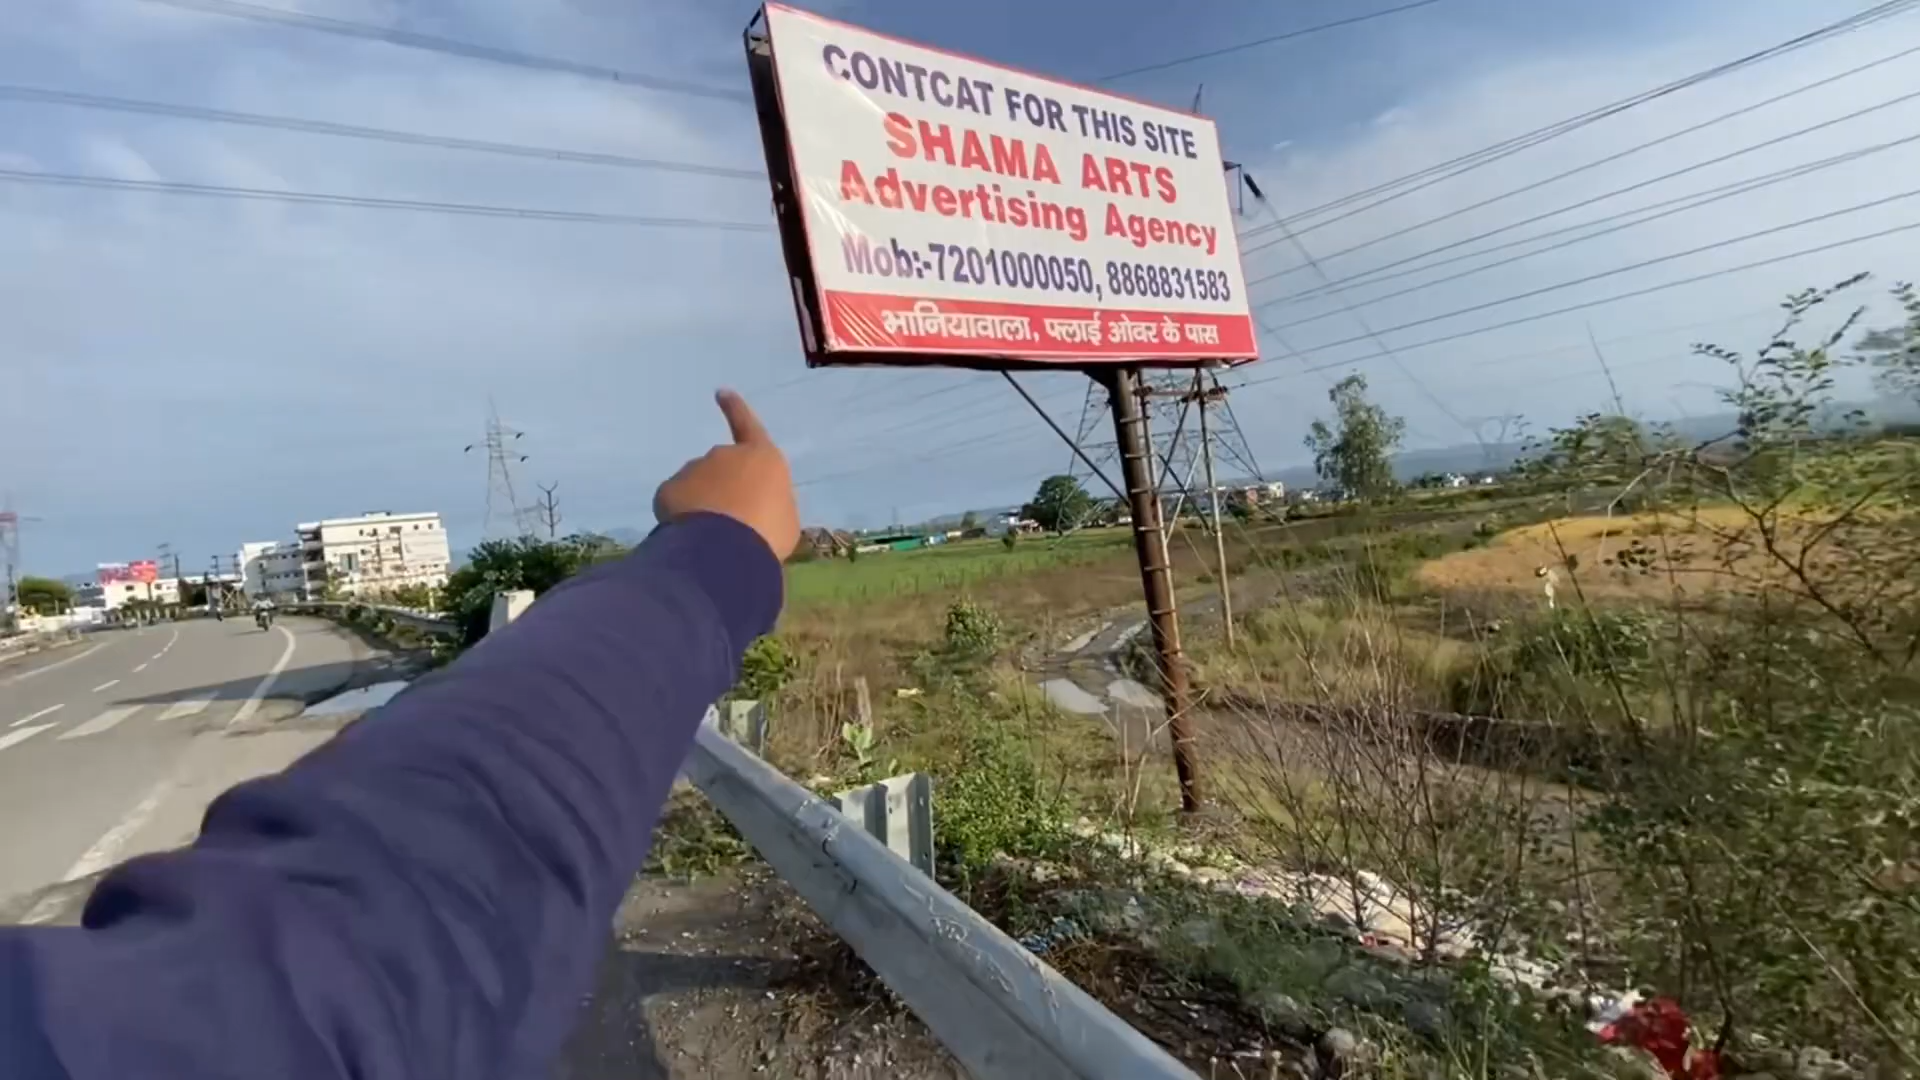 CONTCAT FOR THIS SITE
SHAMA ARTS
Advertising Agency
Mob:-7201000050, 8868831583
भानियावाला, फ्लाई ओवर के पास